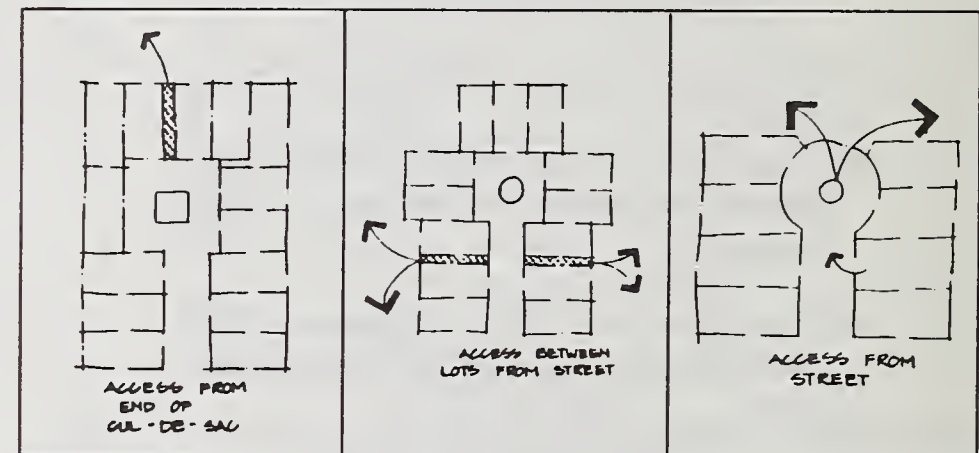 ACCESS FROM
END OF
CUL-DE-SAC
ACCESS BETWEEN
LOTS FROM STREET
ACCESS FROM
STREET